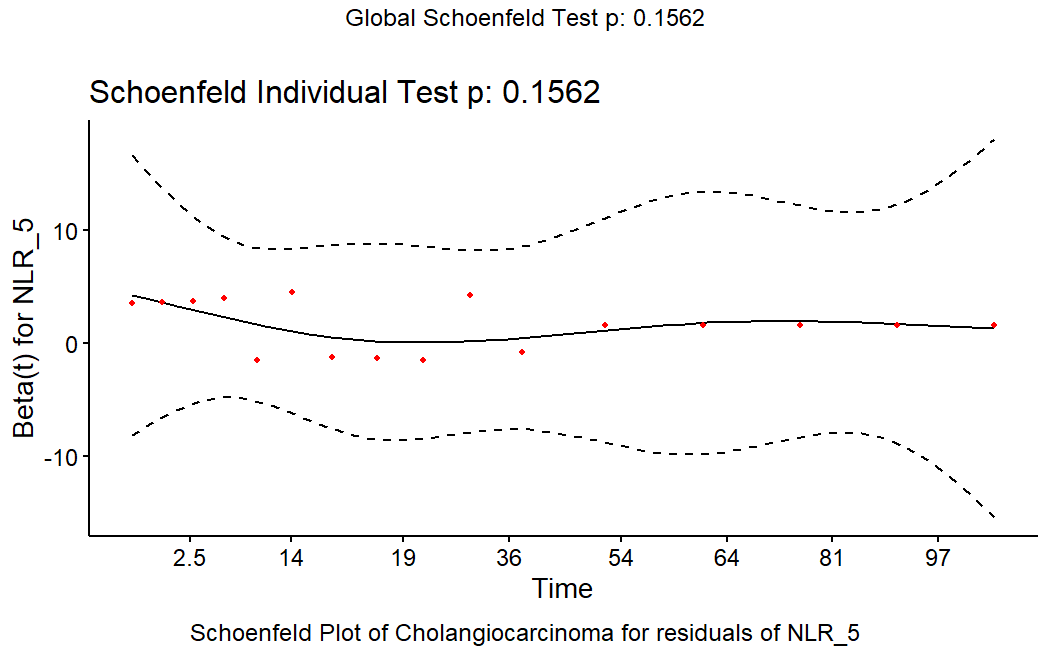 Global Schoenfeld Test p: 0.1562
Schoenfeld Individual Test p: 0.1562
Beta(t) for NLR_5
10
0
-10
2.5 14 19 36 54 64 81 97
Time
Schoenfeld Plot of Cholangiocarcinoma for residuals of NLR_5